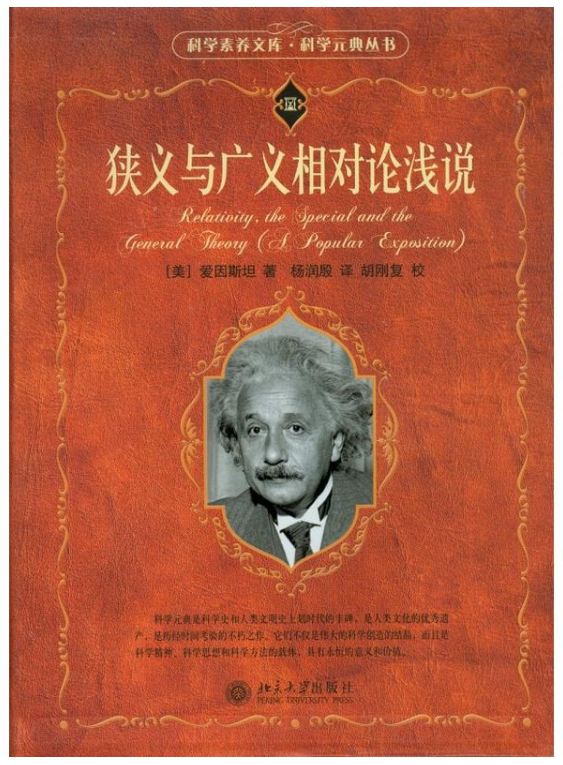 科学素养文库·科学元典丛书
狭义与广义相对论浅说
Relativity, the Special and the
General Theory (A Popular Exposition)
[美] 爱因斯坦 著 杨润殷 译 胡刚复 校
科学元典是科学史和人类文明史上划时代的丰碑，是人类文化的优秀遗
产，是历经时间考验的不朽之作。它们不仅是伟大的科学创造的结晶，而且是
科学精神、科学思想和科学方法的载体，具有永恒的意义和价值。
北京大学出版社
PEKING UNIVERSITY PRESS